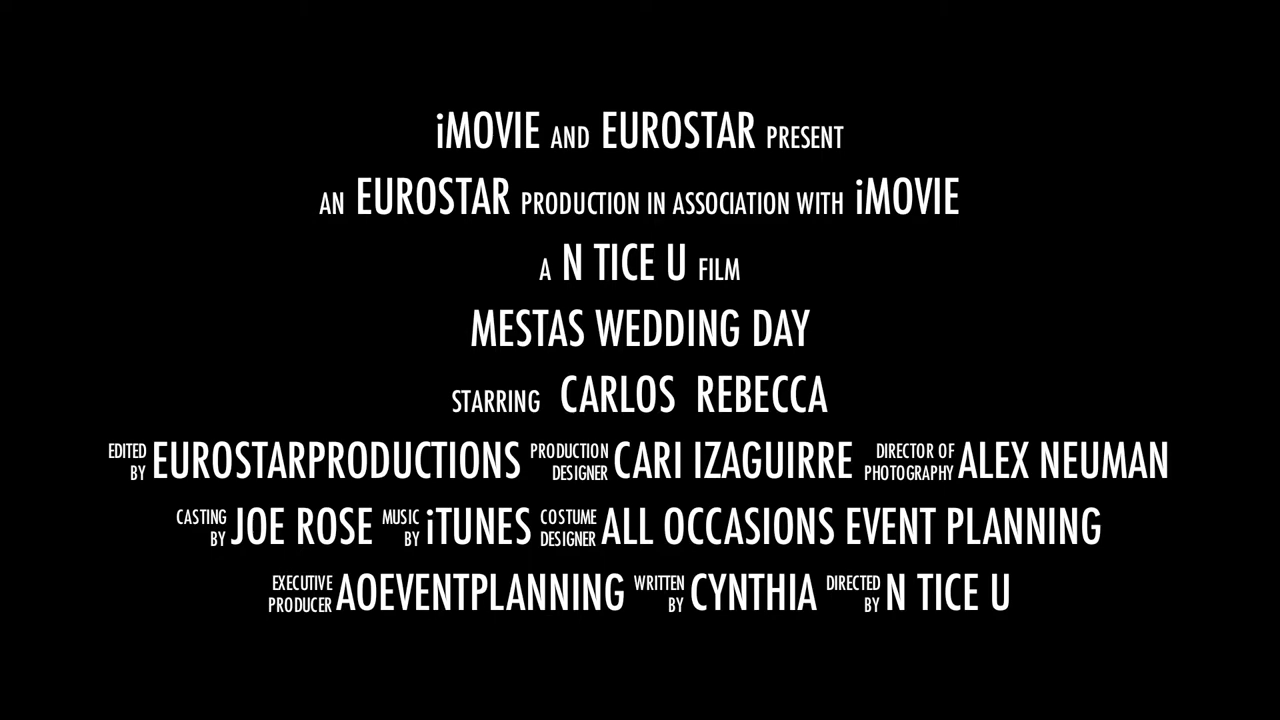 iMOVIE AND EUROSTAR PRESENT
AN EUROSTAR PRODUCTION IN ASSOCIATION WITH iMOVIE
A N TICE U FILM
MESTAS WEDDING DAY
STARRING CARLOS REBECCA
EDITED BY EUROSTARPRODUCTIONS PRODUCTION DESIGNER CARI IZAGUIRRE DIRECTOR OF PHOTOGRAPHY ALEX NEUMAN
CASTING BY JOE ROSE MUSIC BY iTUNES COSTUME DESIGNER ALL OCCASIONS EVENT PLANNING
EXECUTIVE PRODUCER AOEVENTPLANNING WRITTEN BY CYNTHIA DIRECTED BY N TICE U